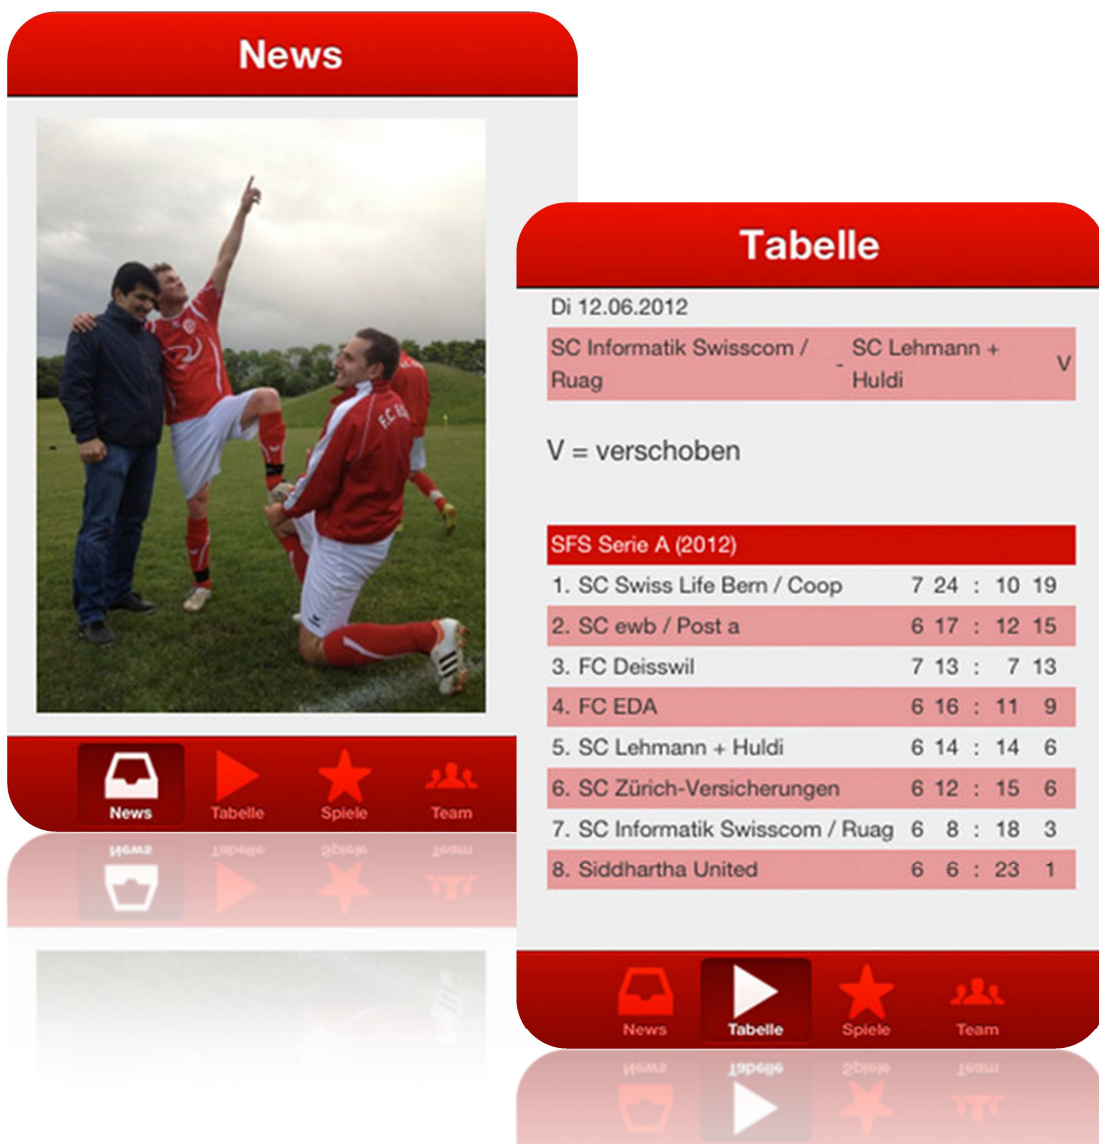 News
F.C.
News Tabelle Spiele Team
Tabelle
Di 12.06.2012
SC Informatik Swisscom / Ruag - SC Lehmann + Huldi V
V = verschoben
SFS Serie A (2012)
1. SC Swiss Life Bern / Coop 7 24 : 10 19
2. SC ewb / Post a 6 17 : 12 15
3. FC Deisswil 7 13 : 7 13
4. FC EDA 6 16 : 11 9
5. SC Lehmann + Huldi 6 14 : 14 6
6. SC Zürich-Versicherungen 6 12 : 15 6
7. SC Informatik Swisscom / Ruag 6 8 : 18 3
8. Siddhartha United 6 6 : 23 1
News Tabelle Spiele Team